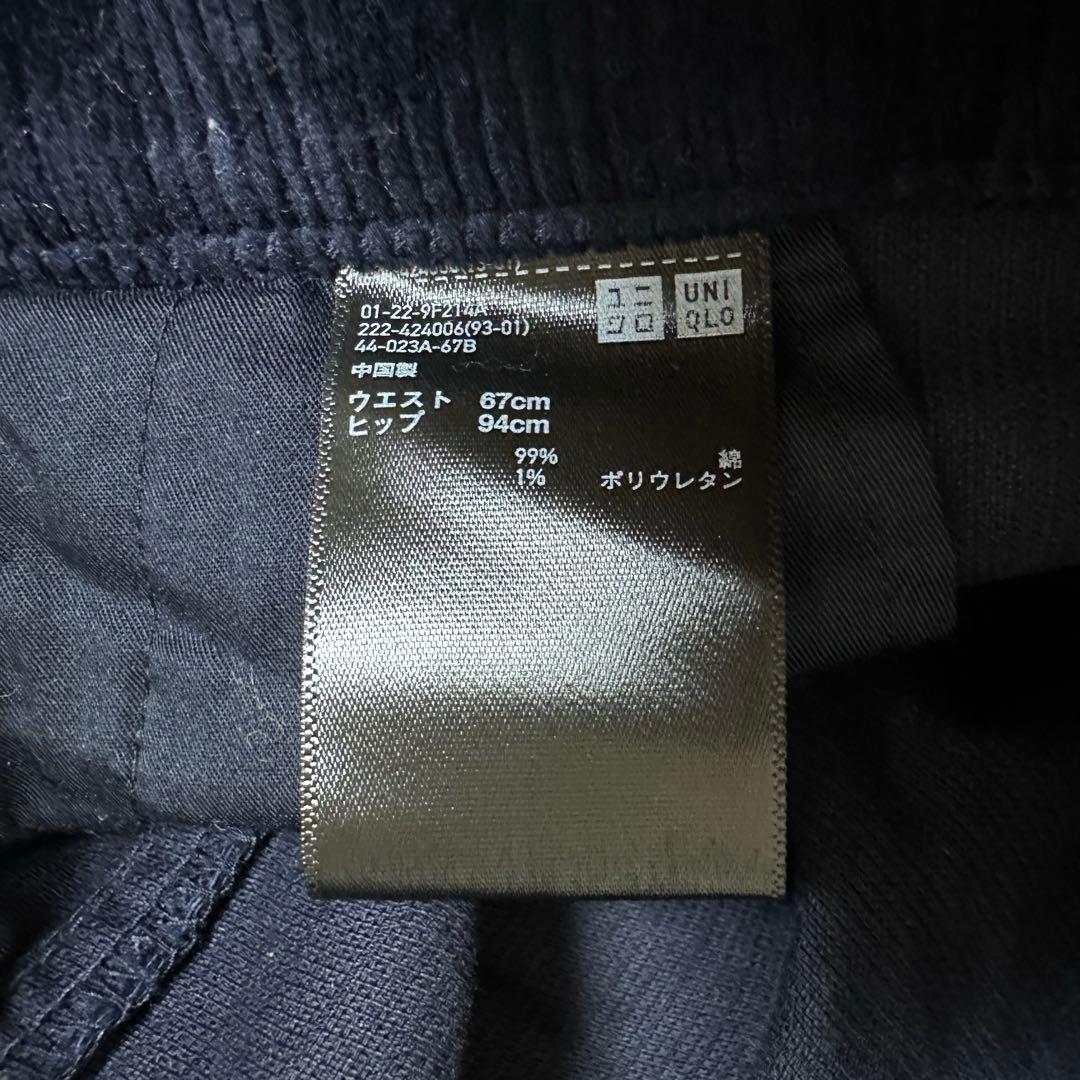 01-22-9F214A
222-424006(93-01)
44-023A-67B
中国製
ユニ
クロ
UNI
QLO
ウエスト 67cm
ヒップ 94cm
99% 綿
1% ポリウレタン